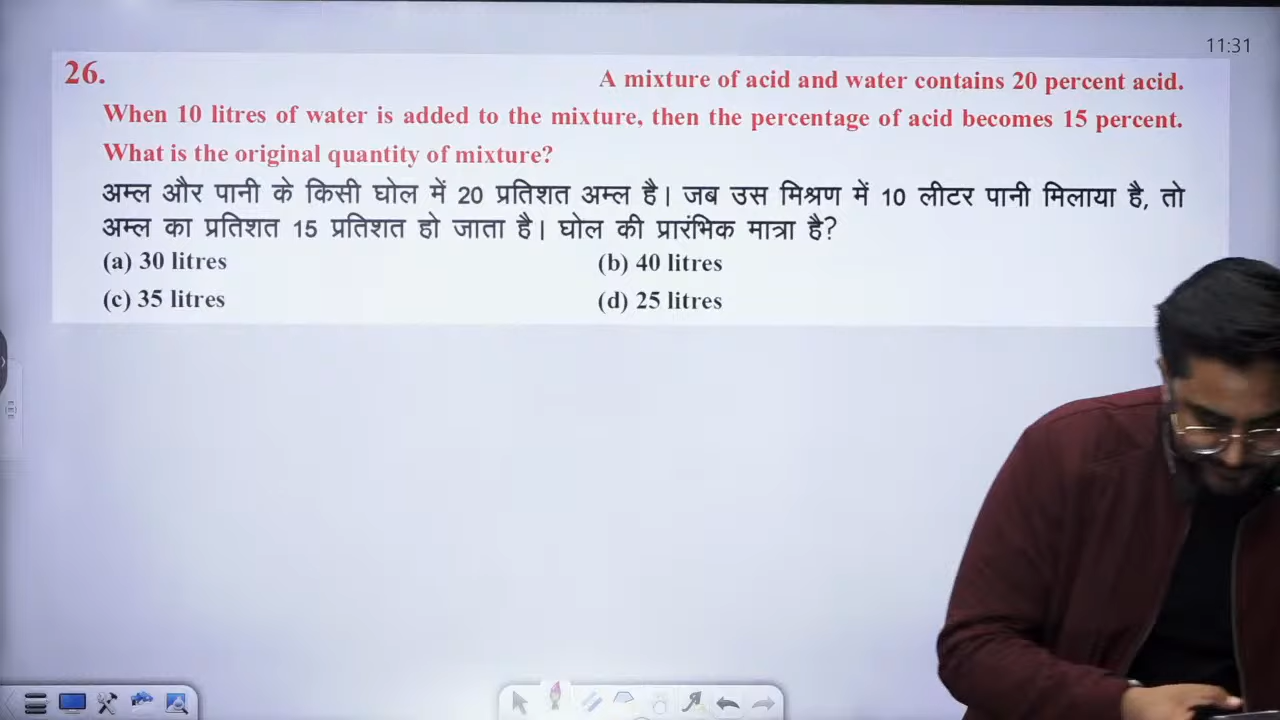 11:31
26.
A mixture of acid and water contains 20 percent acid.
When 10 litres of water is added to the mixture, then the percentage of acid becomes 15 percent.
What is the original quantity of mixture?
अम्ल और पानी के किसी घोल में 20 प्रतिशत अम्ल है। जब उस मिश्रण में 10 लीटर पानी मिलाया है, तो
अम्ल का प्रतिशत 15 प्रतिशत हो जाता है। घोल की प्रारंभिक मात्रा है?
(a) 30 litres (b) 40 litres
(c) 35 litres (d) 25 litres